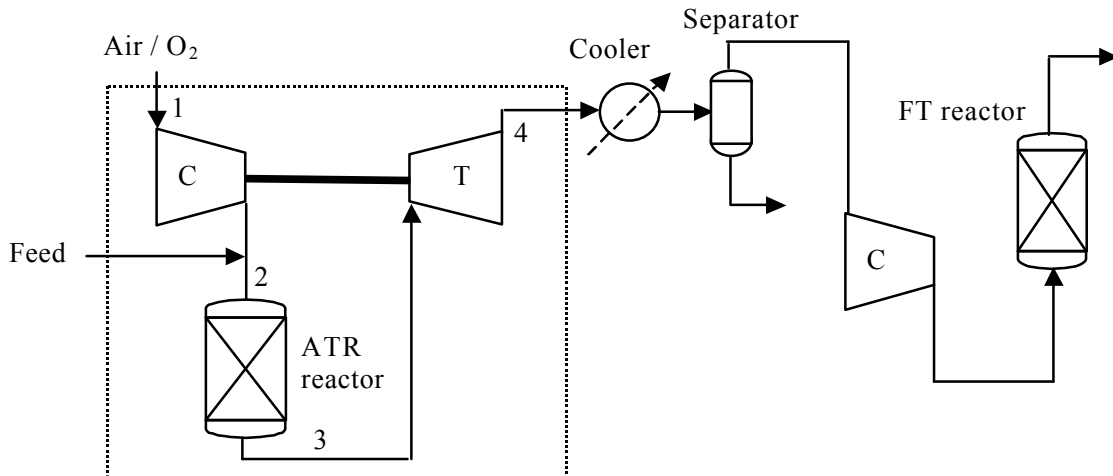 Separator
Air / O₂
Cooler
FT reactor
1
4
C
T
Feed
2
C
ATR
reactor
3